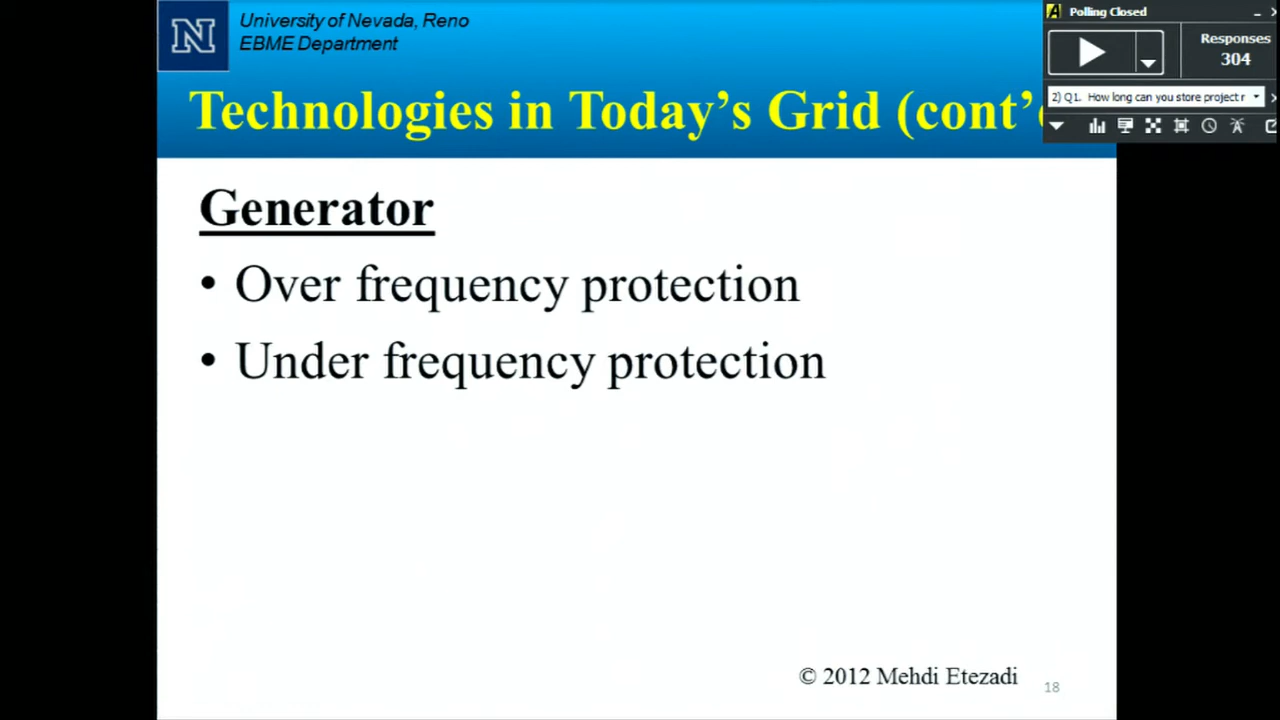 University of Nevada, Reno
EBME Department
Technologies in Today's Grid (cont'
Generator
• Over frequency protection
• Under frequency protection
© 2012 Mehdi Etezadi
18
Polling Closed
Responses
304
2) Q1. How long can you store project r